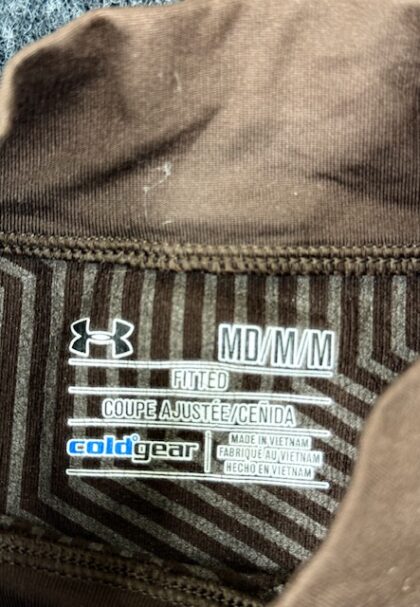 MD/M/M
FITTED
COUPE AJUSTÉE/CEÑIDA
coldgear
MADE IN VIETNAM
FABRIQUÉ AU VIETNAM
HECHO EN VIETNAM